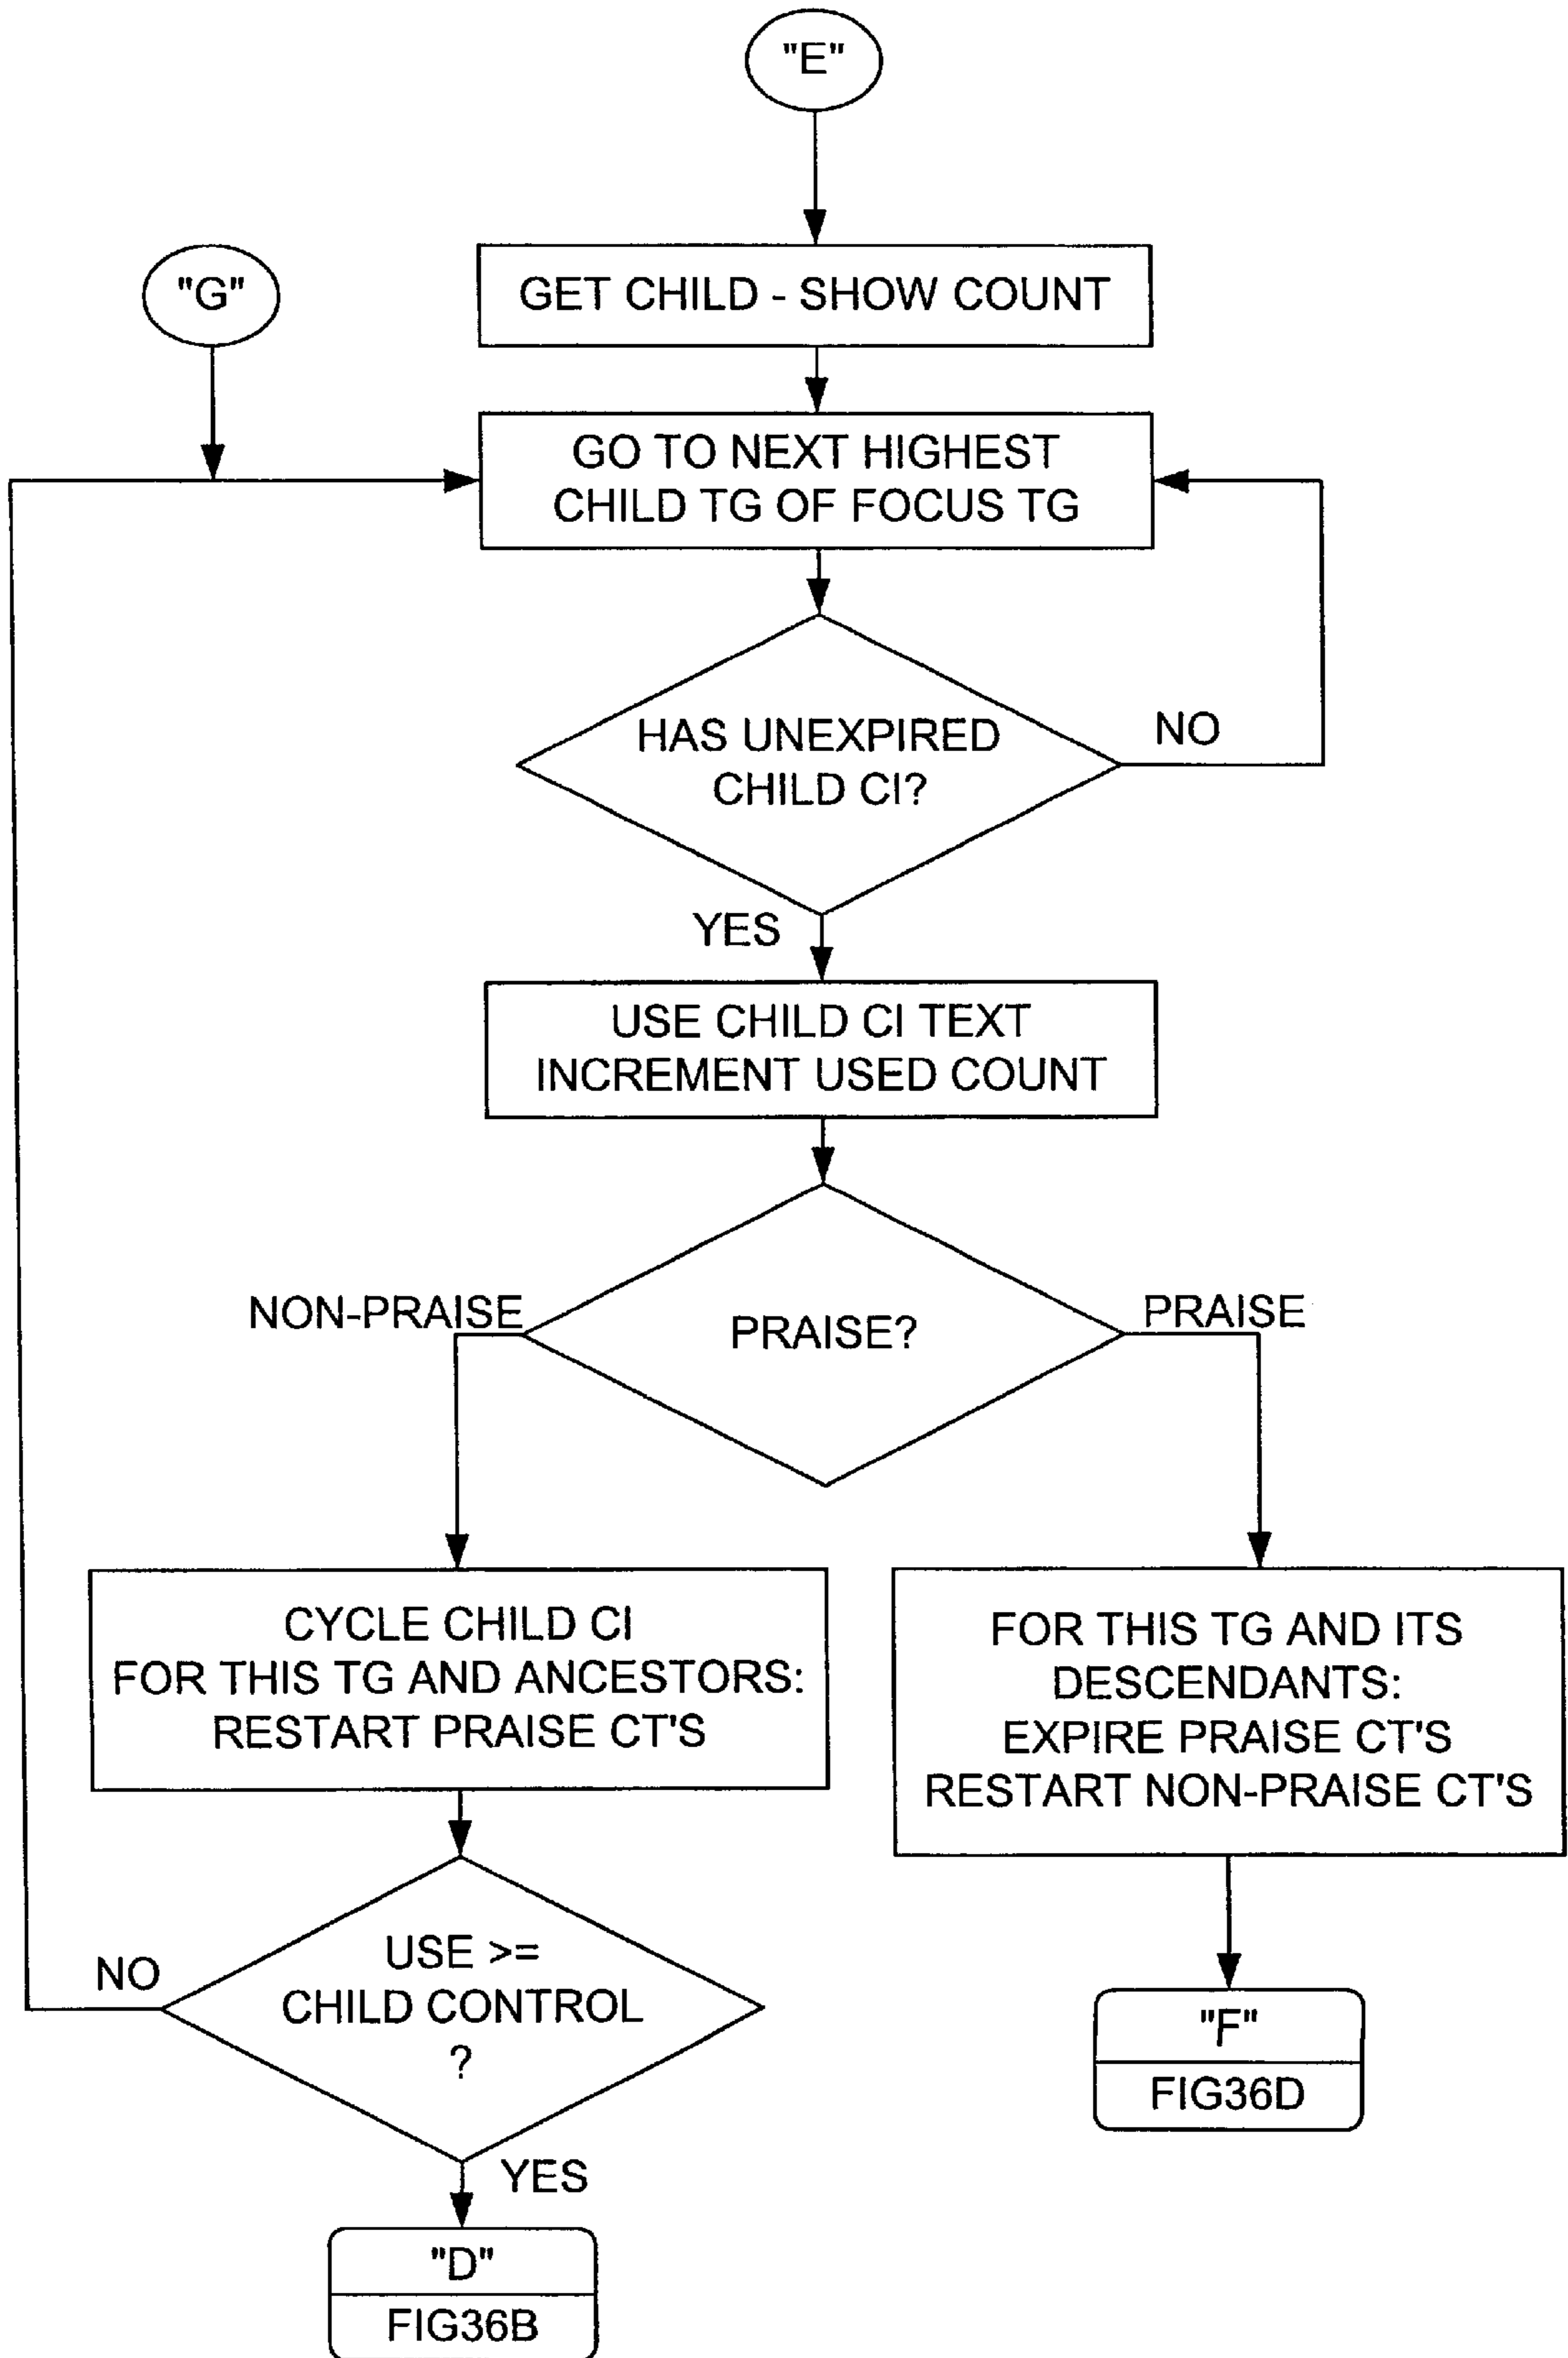 "E"
"G"
GET CHILD - SHOW COUNT
GO TO NEXT HIGHEST
CHILD TG OF FOCUS TG
HAS UNEXPIRED
CHILD CI?
NO
YES
USE CHILD CI TEXT
INCREMENT USED COUNT
NON-PRAISE
PRAISE?
PRAISE
CYCLE CHILD CI
FOR THIS TG AND ANCESTORS:
RESTART PRAISE CT'S
FOR THIS TG AND ITS
DESCENDANTS:
EXPIRE PRAISE CT'S
RESTART NON-PRAISE CT'S
NO
USE >=
CHILD CONTROL
?
YES
"F"
FIG36D
"D"
FIG36B